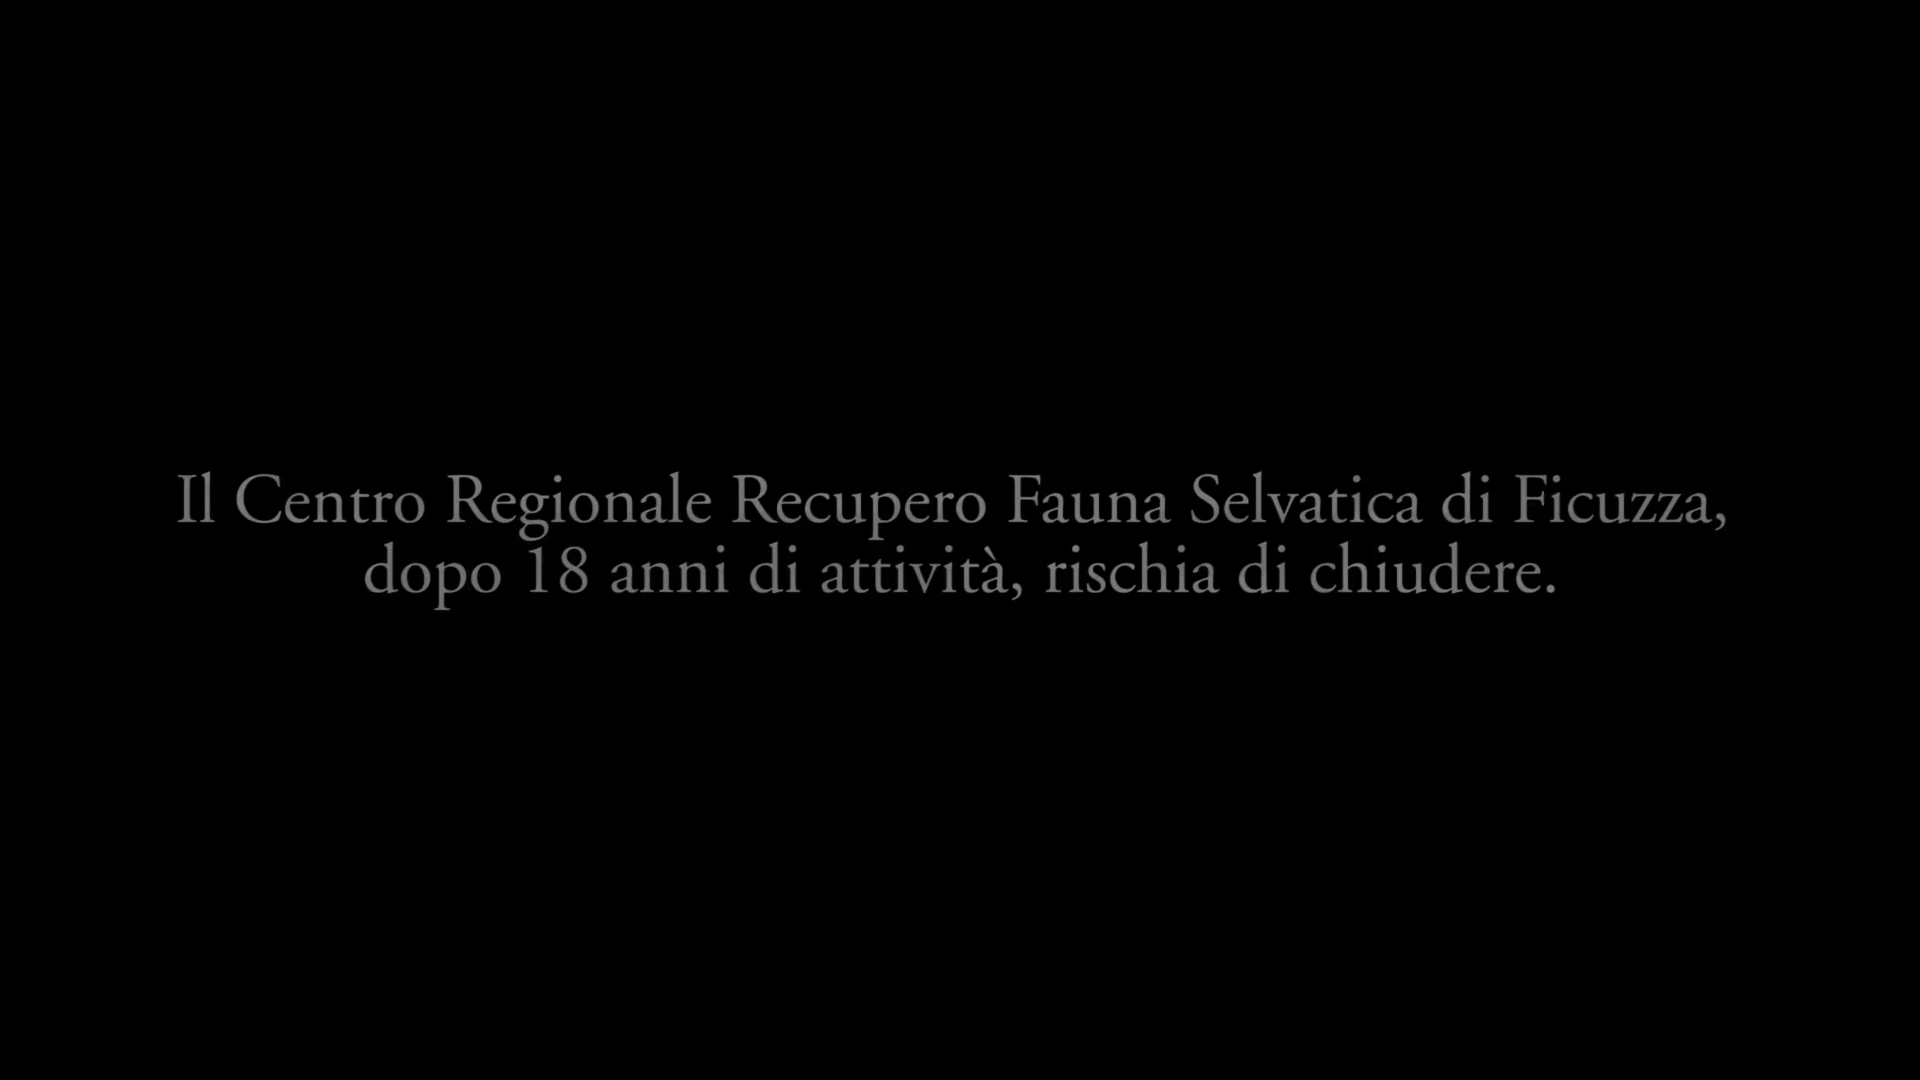 Il Centro Regionale Recupero Fauna Selvatica di Ficuzza,
dopo 18 anni di attività, rischia di chiudere.